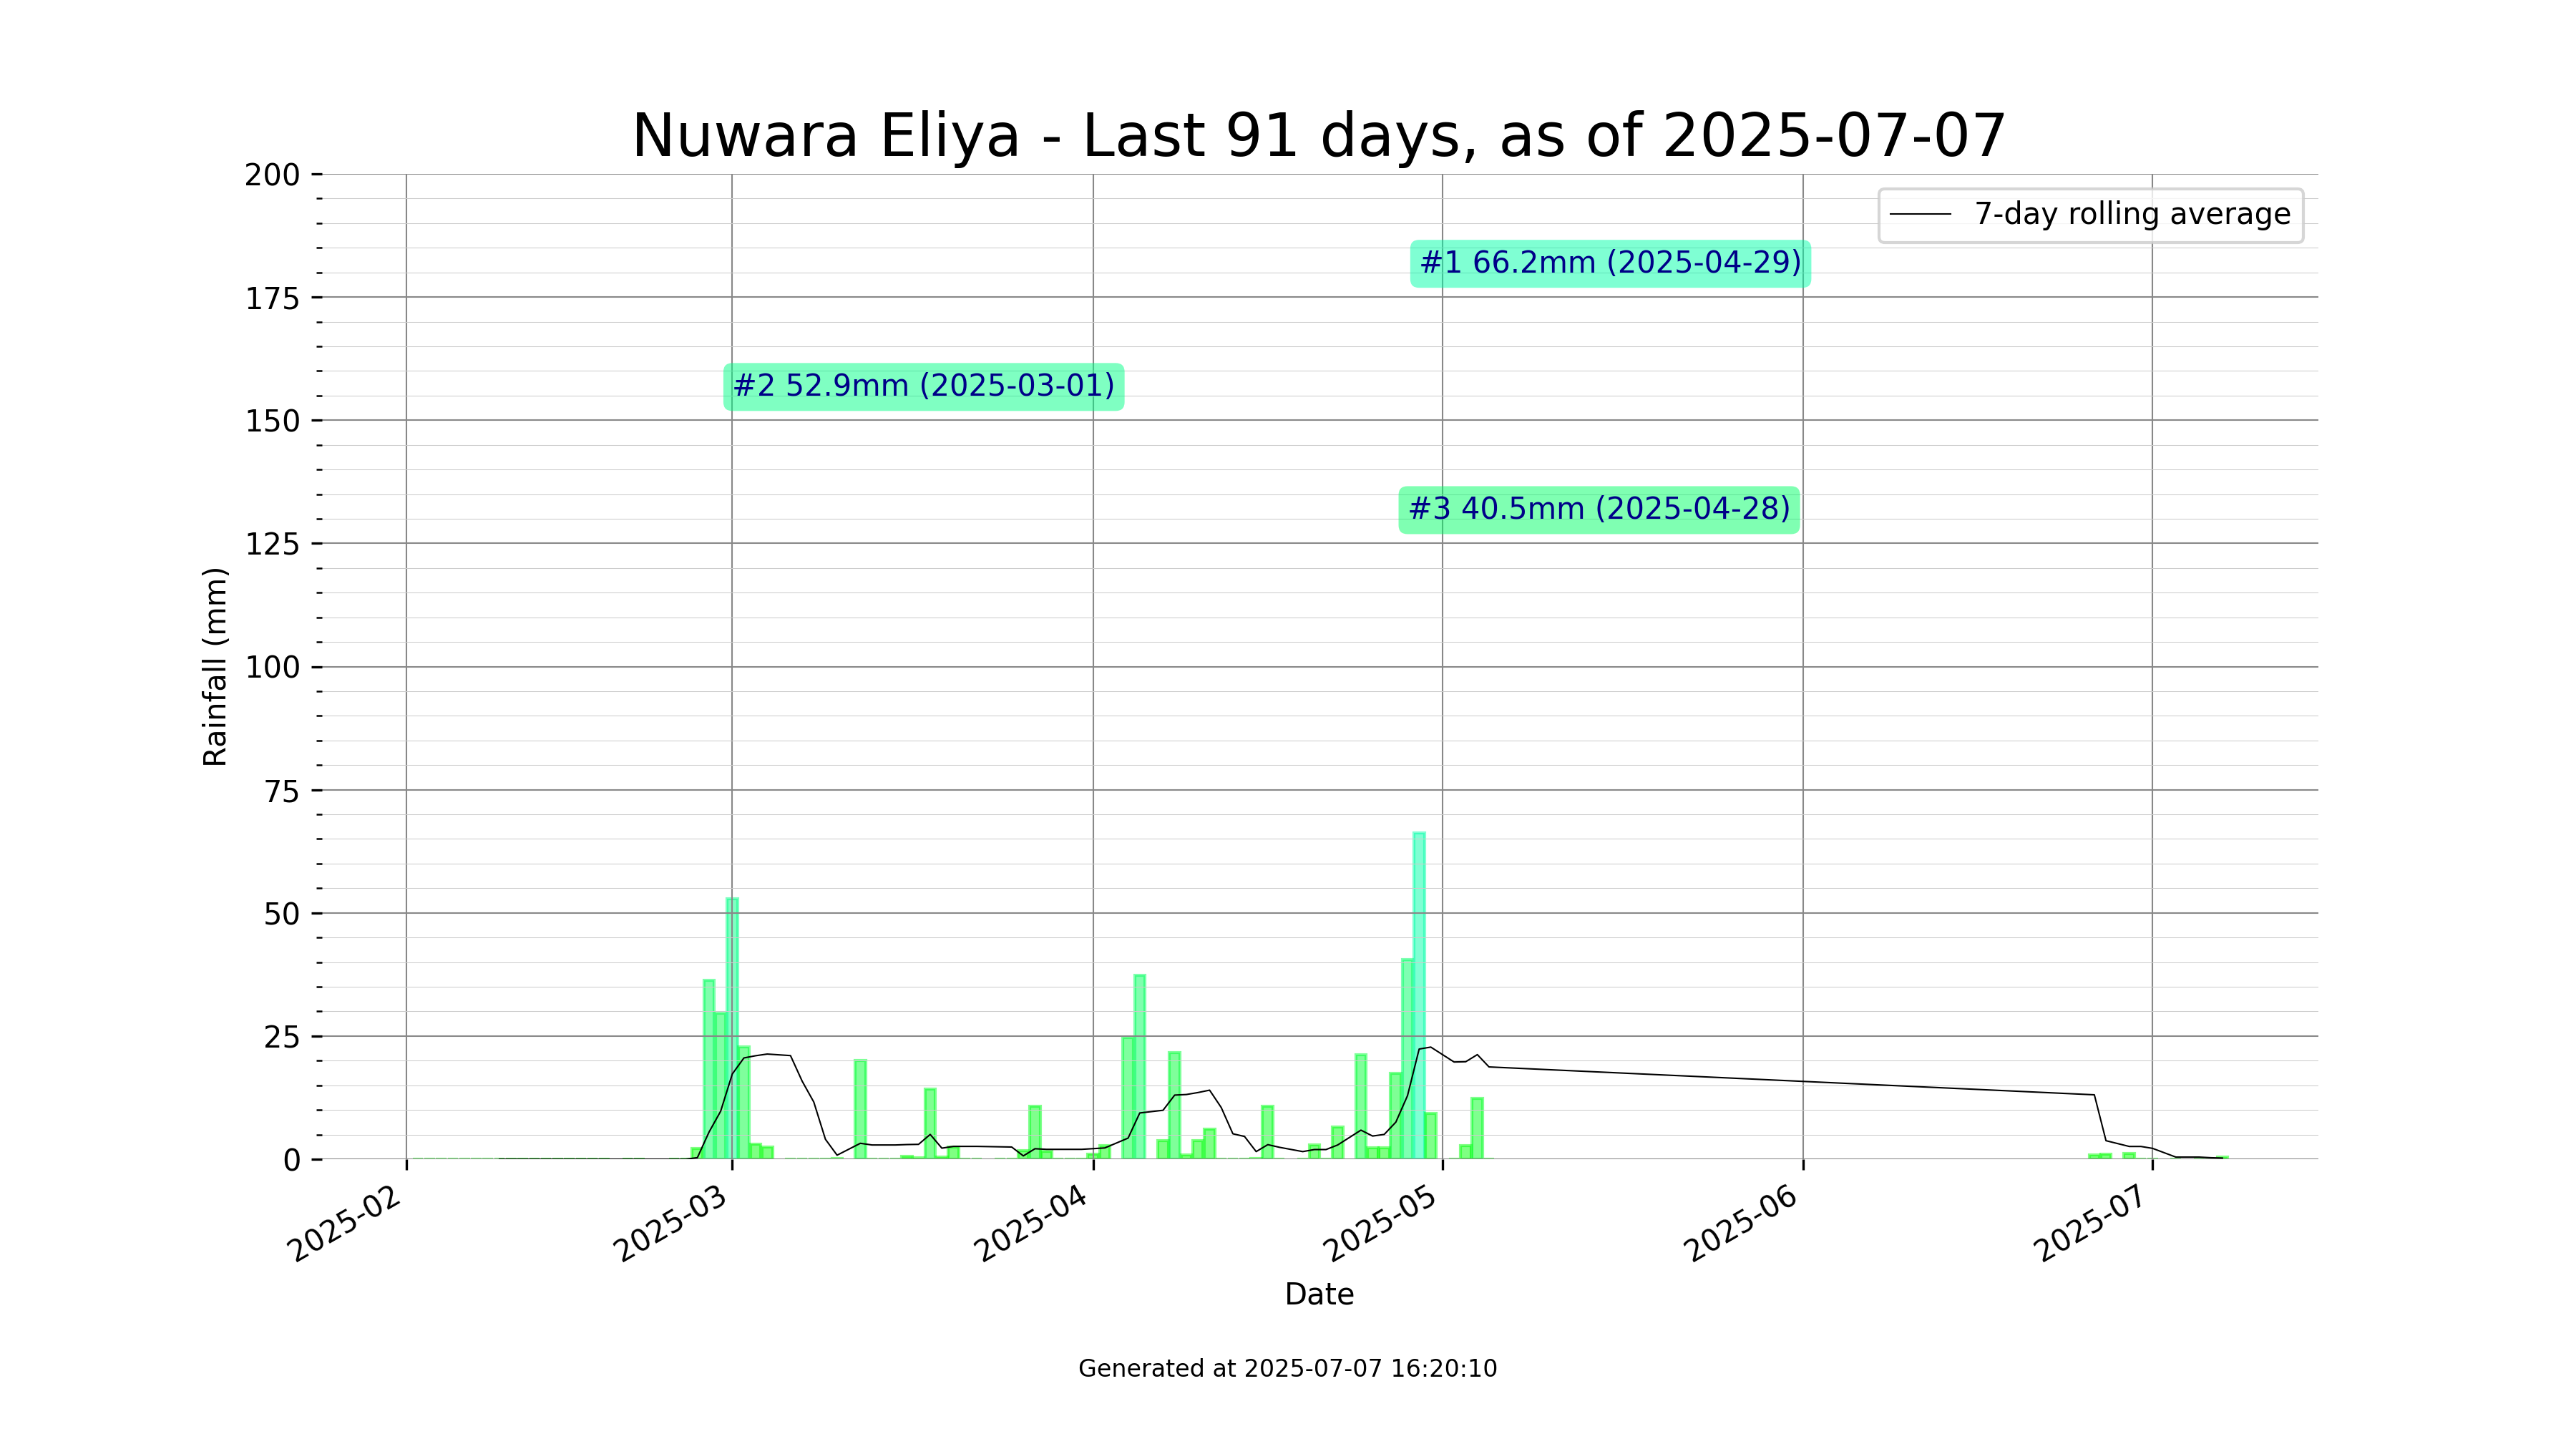 Nuwara Eliya - Last 91 days, as of 2025-07-07
200
175
150
125
100
75
50
25
0
Rainfall (mm)
7-day rolling average
#1 66.2mm (2025-04-29)
#2 52.9mm (2025-03-01)
#3 40.5mm (2025-04-28)
2025-02
2025-03
2025-04
2025-05
2025-06
2025-07
Date
Generated at 2025-07-07 16:20:10